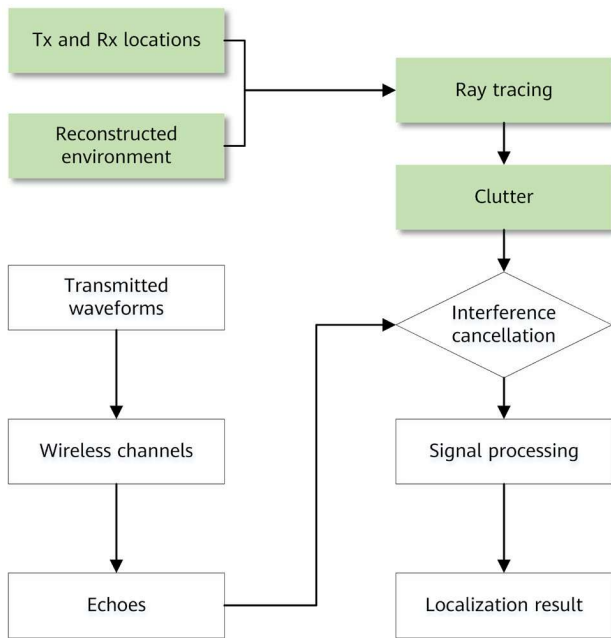 Tx and Rx locations
Reconstructed
environment
Ray tracing
Clutter
Transmitted
waveforms
Interference
cancellation
Wireless channels
Signal processing
Echoes
Localization result